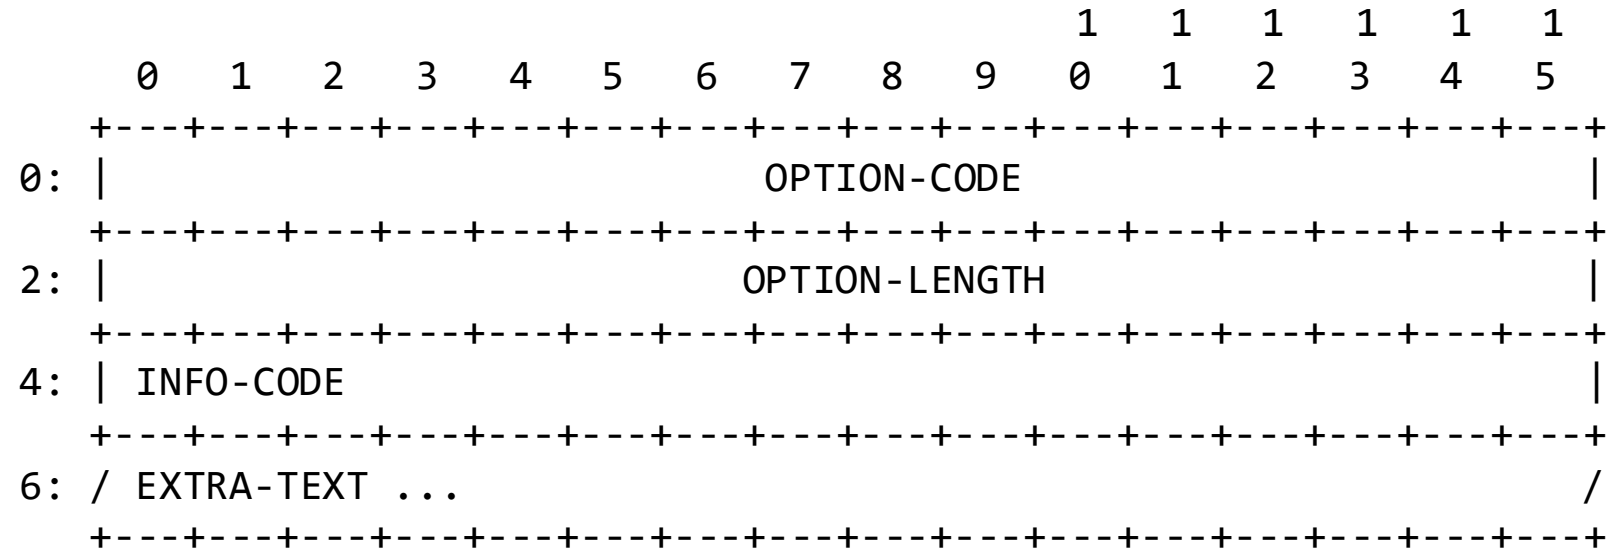 1   1   1   1   1   1
     0   1   2   3   4   5   6   7   8   9   0   1   2   3   4   5
   +---+---+---+---+---+---+---+---+---+---+---+---+---+---+---+---+
0: |                            OPTION-CODE                        |
   +---+---+---+---+---+---+---+---+---+---+---+---+---+---+---+---+
2: |                           OPTION-LENGTH                       |
   +---+---+---+---+---+---+---+---+---+---+---+---+---+---+---+---+
4: | INFO-CODE                                                     |
   +---+---+---+---+---+---+---+---+---+---+---+---+---+---+---+---+
6: / EXTRA-TEXT ...                                                /
   +---+---+---+---+---+---+---+---+---+---+---+---+---+---+---+---+